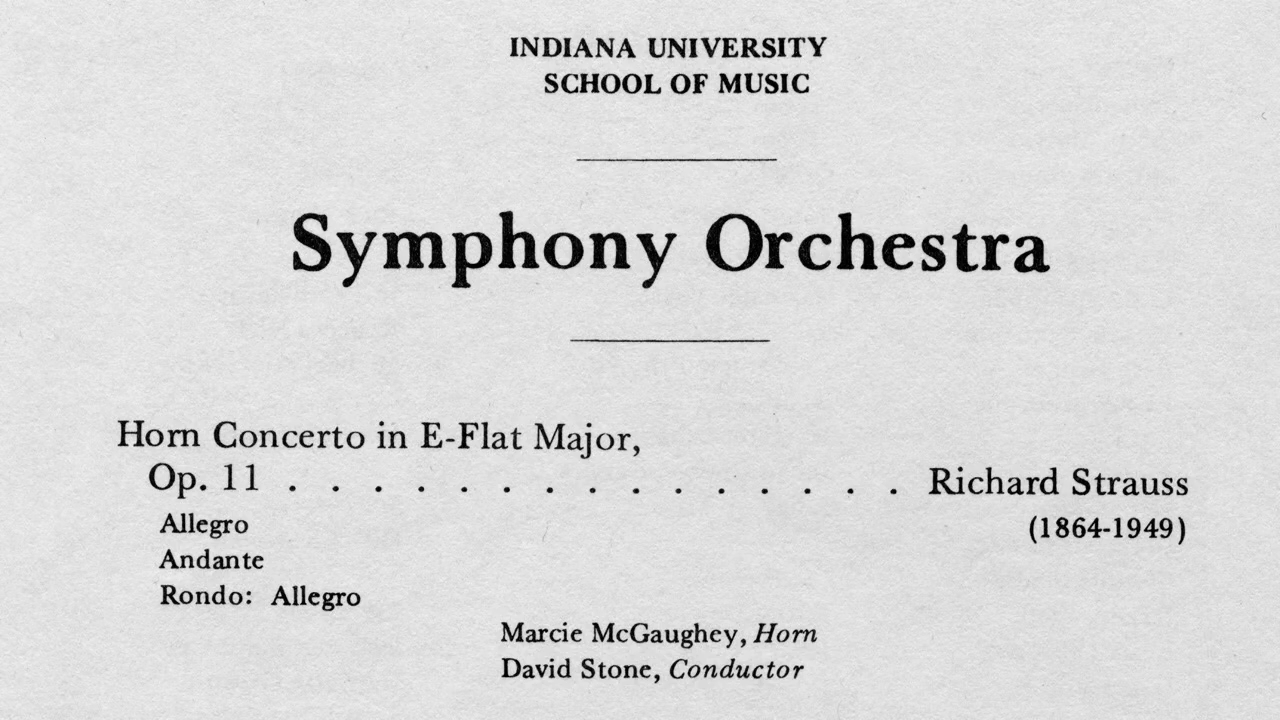 INDIANA UNIVERSITY
SCHOOL OF MUSIC
Symphony Orchestra
Horn Concerto in E-Flat Major,
Op. 11 . . . . . . . . . . . . . . . Richard Strauss
Allegro (1864-1949)
Andante
Rondo: Allegro
Marcie McGaughey, Horn
David Stone, Conductor